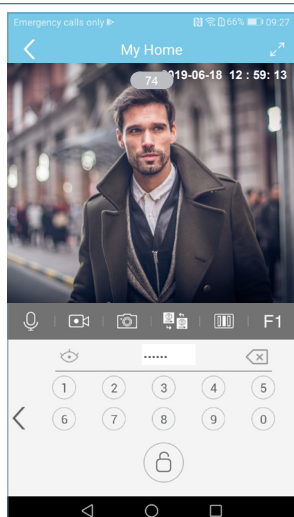 Emergency calls only 66% 09:27
My Home
74 2019-06-18 12 : 59: 13
F1
......
1 2 3 4 5
6 7 8 9 0